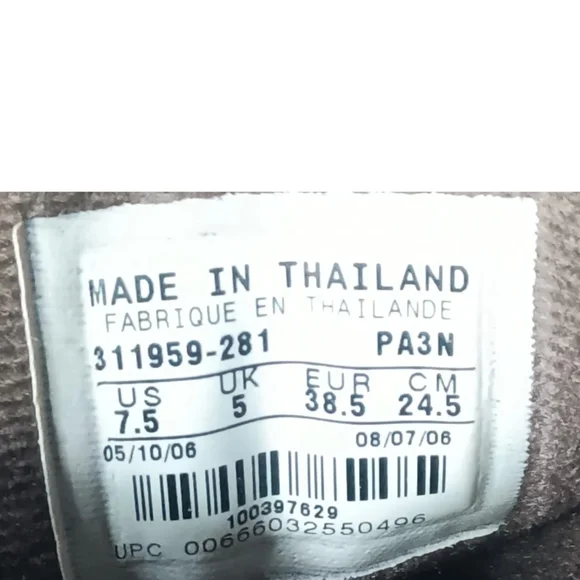 MADE IN THAILAND
FABRIQUE EN THAILANDE
311959-281 PA3N
US UK EUR CM
7.5 5 38.5 24.5
05/10/06 08/07/06
100397629
UPC 00666032550496